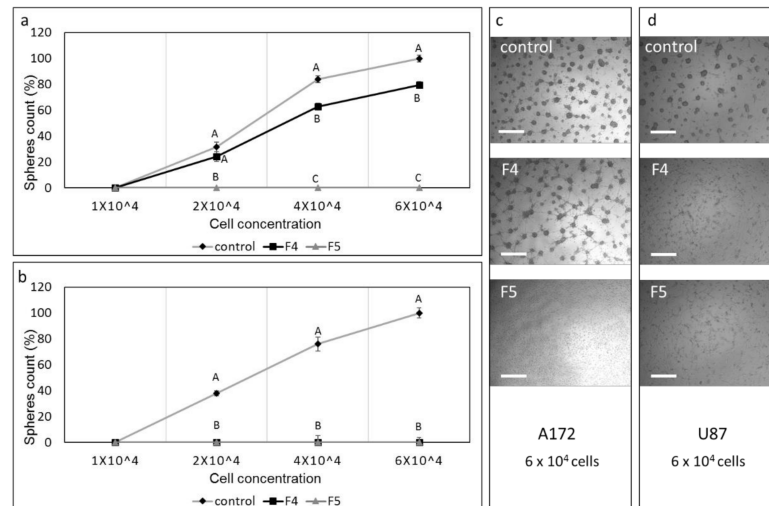 a
120
A
100
A
80
B
60
B
40
A
20
A
B
C
C
0
1X10^4
2X10^4
4X10^4
6X10^4
Spheres count (%)
Cell concentration
control F4 F5
b
120
A
100
A
80
60
A
40
20
B
B
B
0
1X10^4
2X10^4
4X10^4
6X10^4
Spheres count (%)
Cell concentration
control F4 F5
c
control
F4
F5
A172
6 x 10⁴ cells
d
control
F4
F5
U87
6 x 10⁴ cells